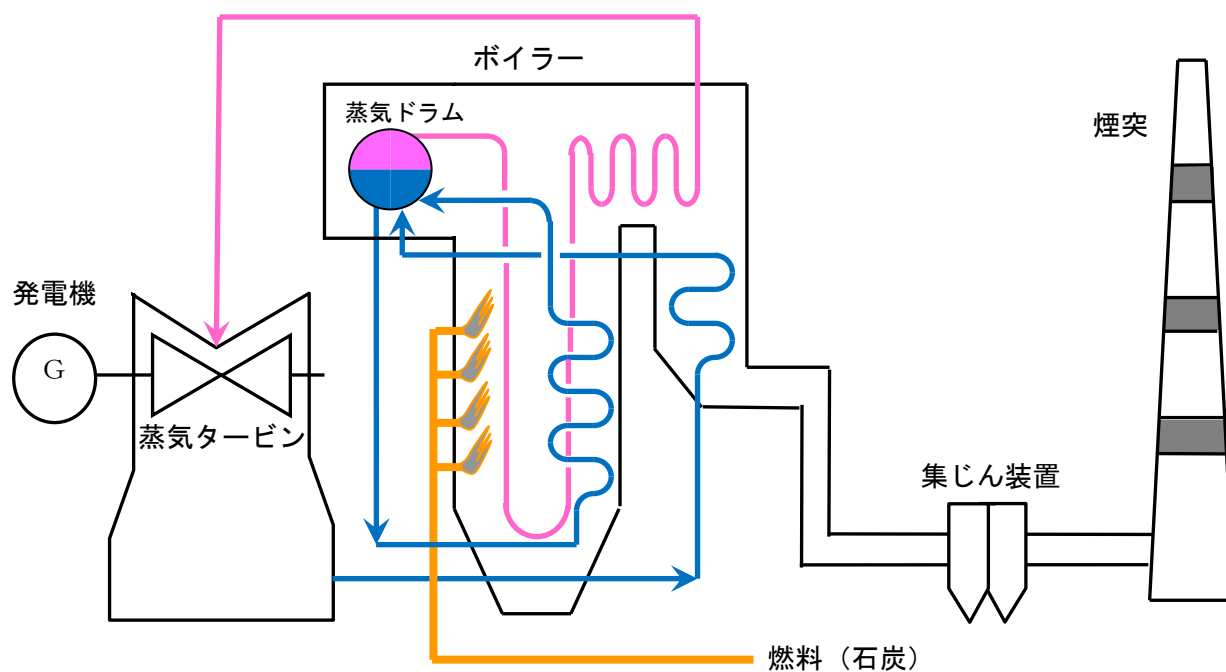 ボイラー
蒸気ドラム
煙突
発電機
G
蒸気タービン
集じん装置
燃料（石炭）